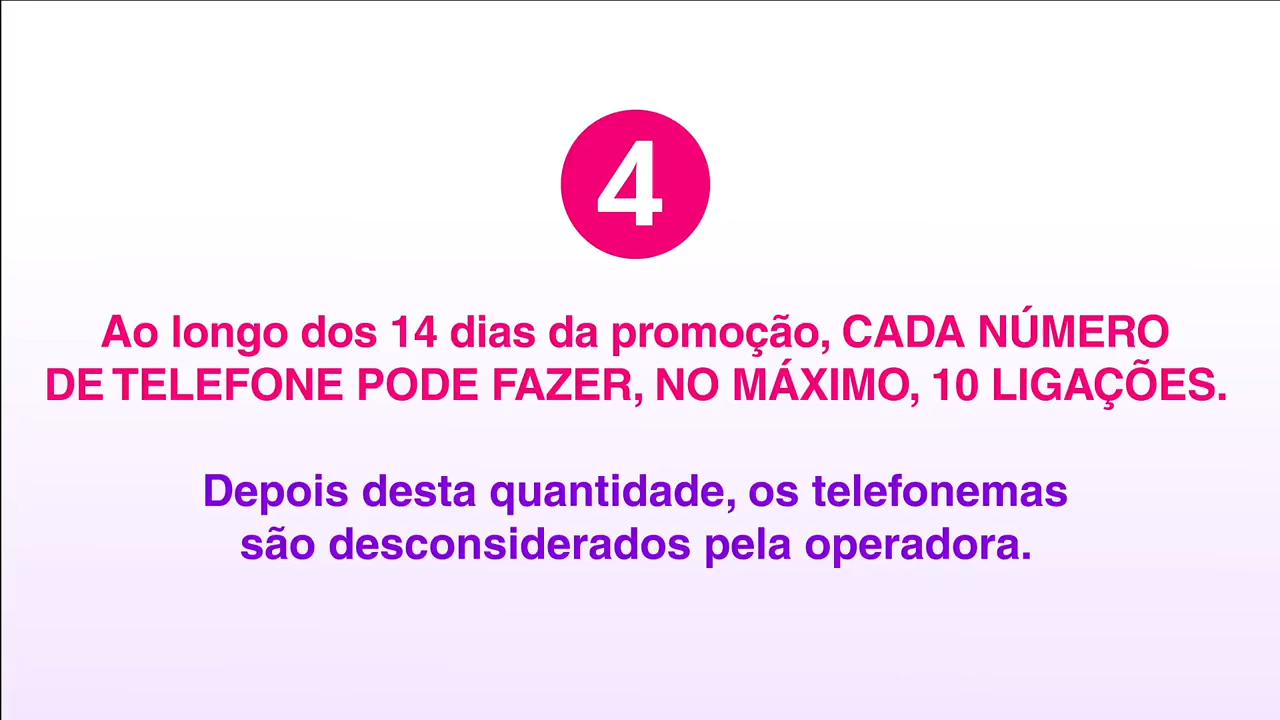 4
Ao longo dos 14 dias da promoção, CADA NÚMERO
DE TELEFONE PODE FAZER, NO MÁXIMO, 10 LIGAÇÕES.
Depois desta quantidade, os telefonemas
são desconsiderados pela operadora.